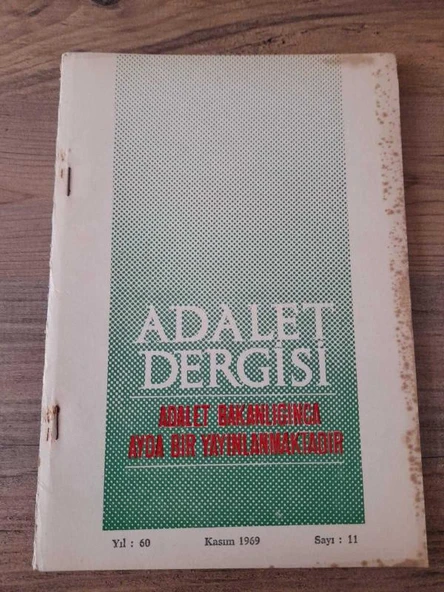 ADALET
DERGİSİ
ADALET BAKANLIĞINCA
AYDA BİR YAYINLANMAKTADIR
Yıl : 60 Kasım 1969 Sayı : 11